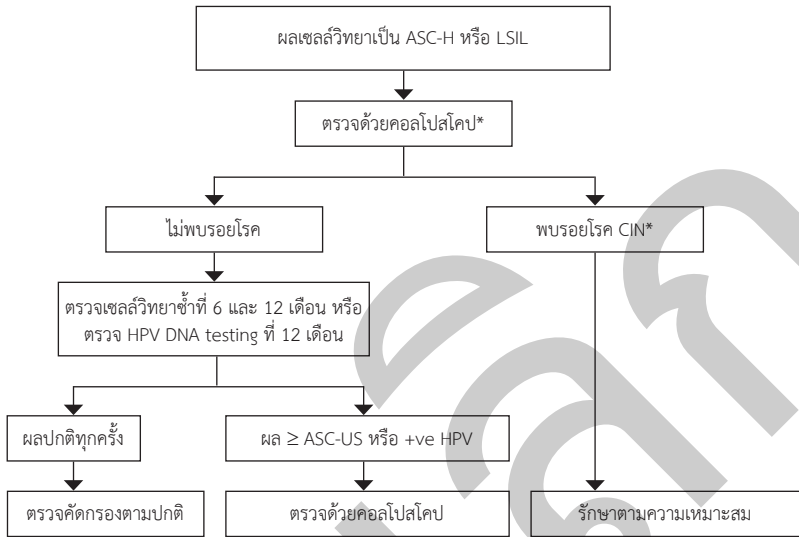 ผลเซลล์วิทยาเป็น ASC-H หรือ LSIL
ตรวจด้วยคอลโปสโคป*
ไม่พบรอยโรค
พบรอยโรค CIN*
ตรวจเซลล์วิทยาซ้ำที่ 6 และ 12 เดือน หรือ
ตรวจ HPV DNA testing ที่ 12 เดือน
ผลปกติทุกครั้ง
ผล ≥ ASC-US หรือ +ve HPV
ตรวจคัดกรองตามปกติ
ตรวจด้วยคอลโปสโคป
รักษาตามความเหมาะสม